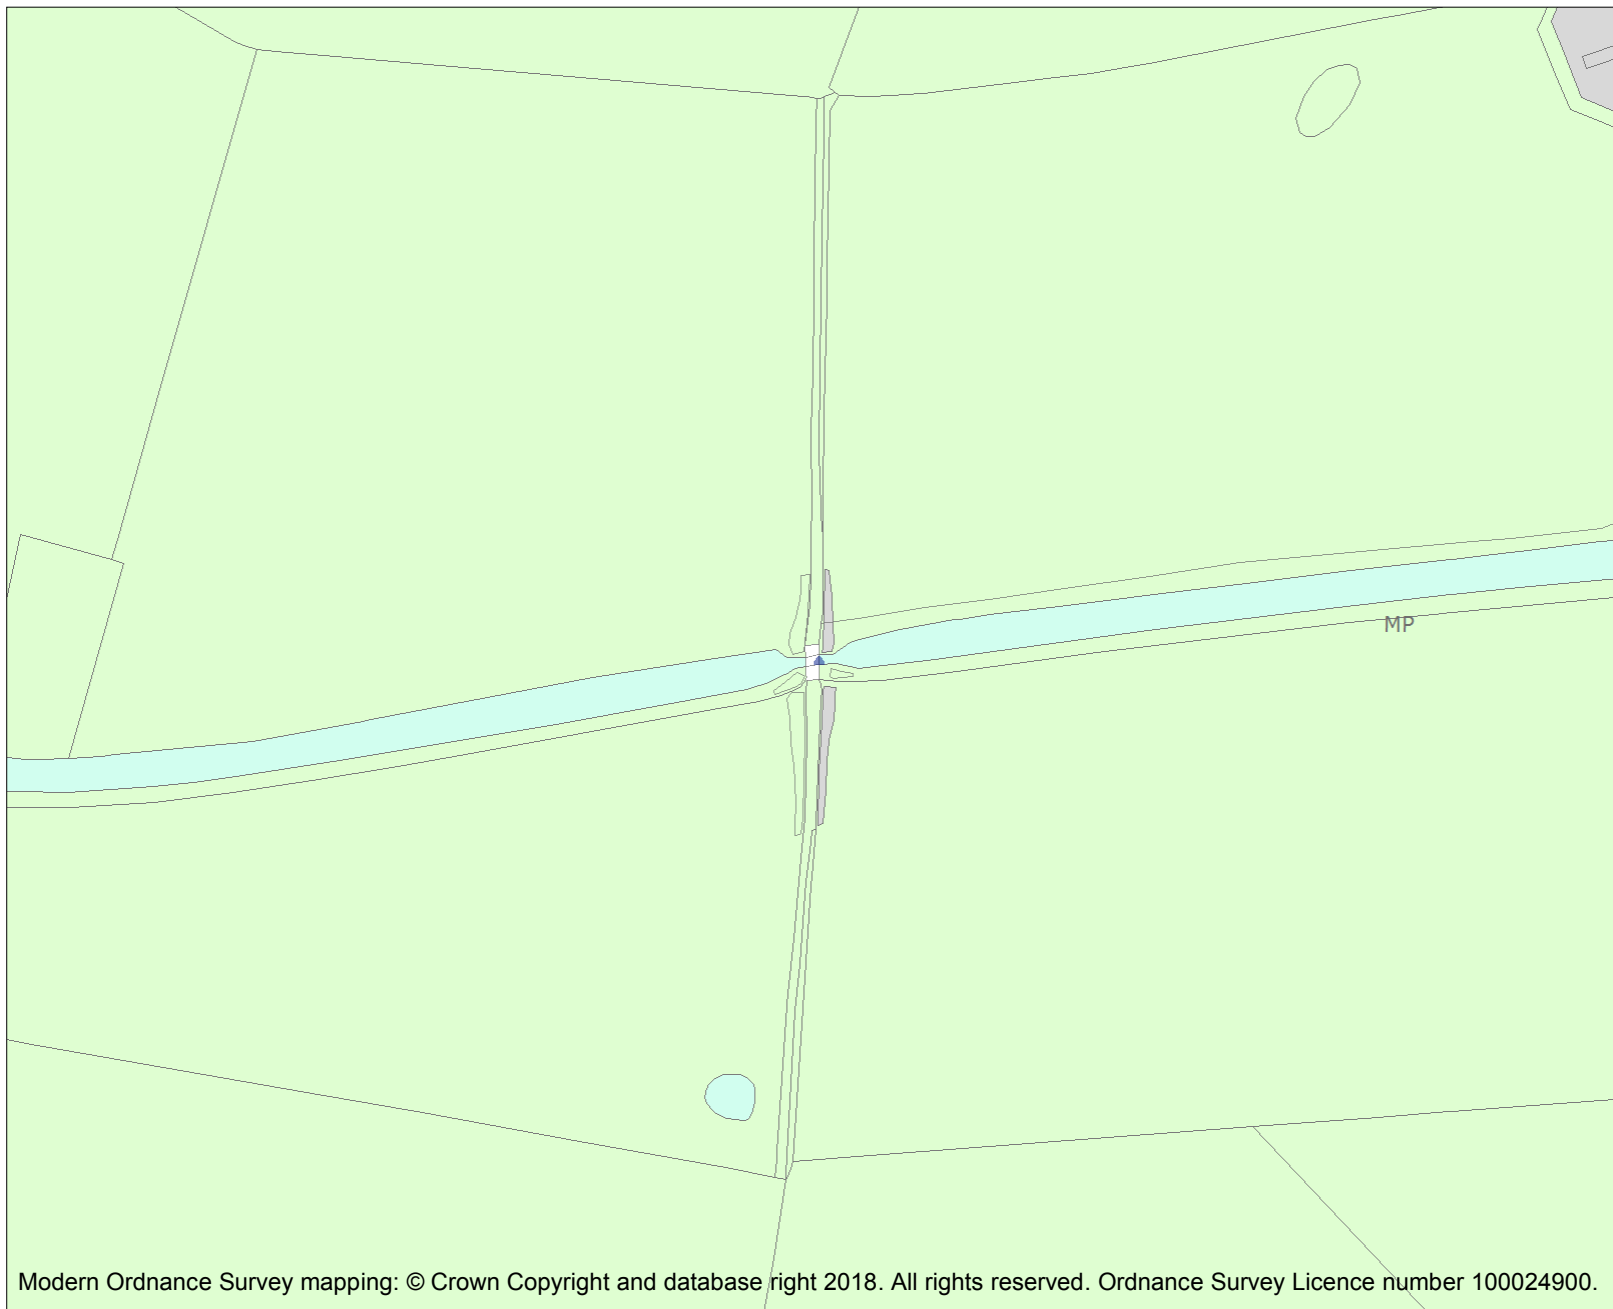 MP
Modern Ordnance Survey mapping: © Crown Copyright and database right 2018. All rights reserved. Ordnance Survey Licence number 100024900.